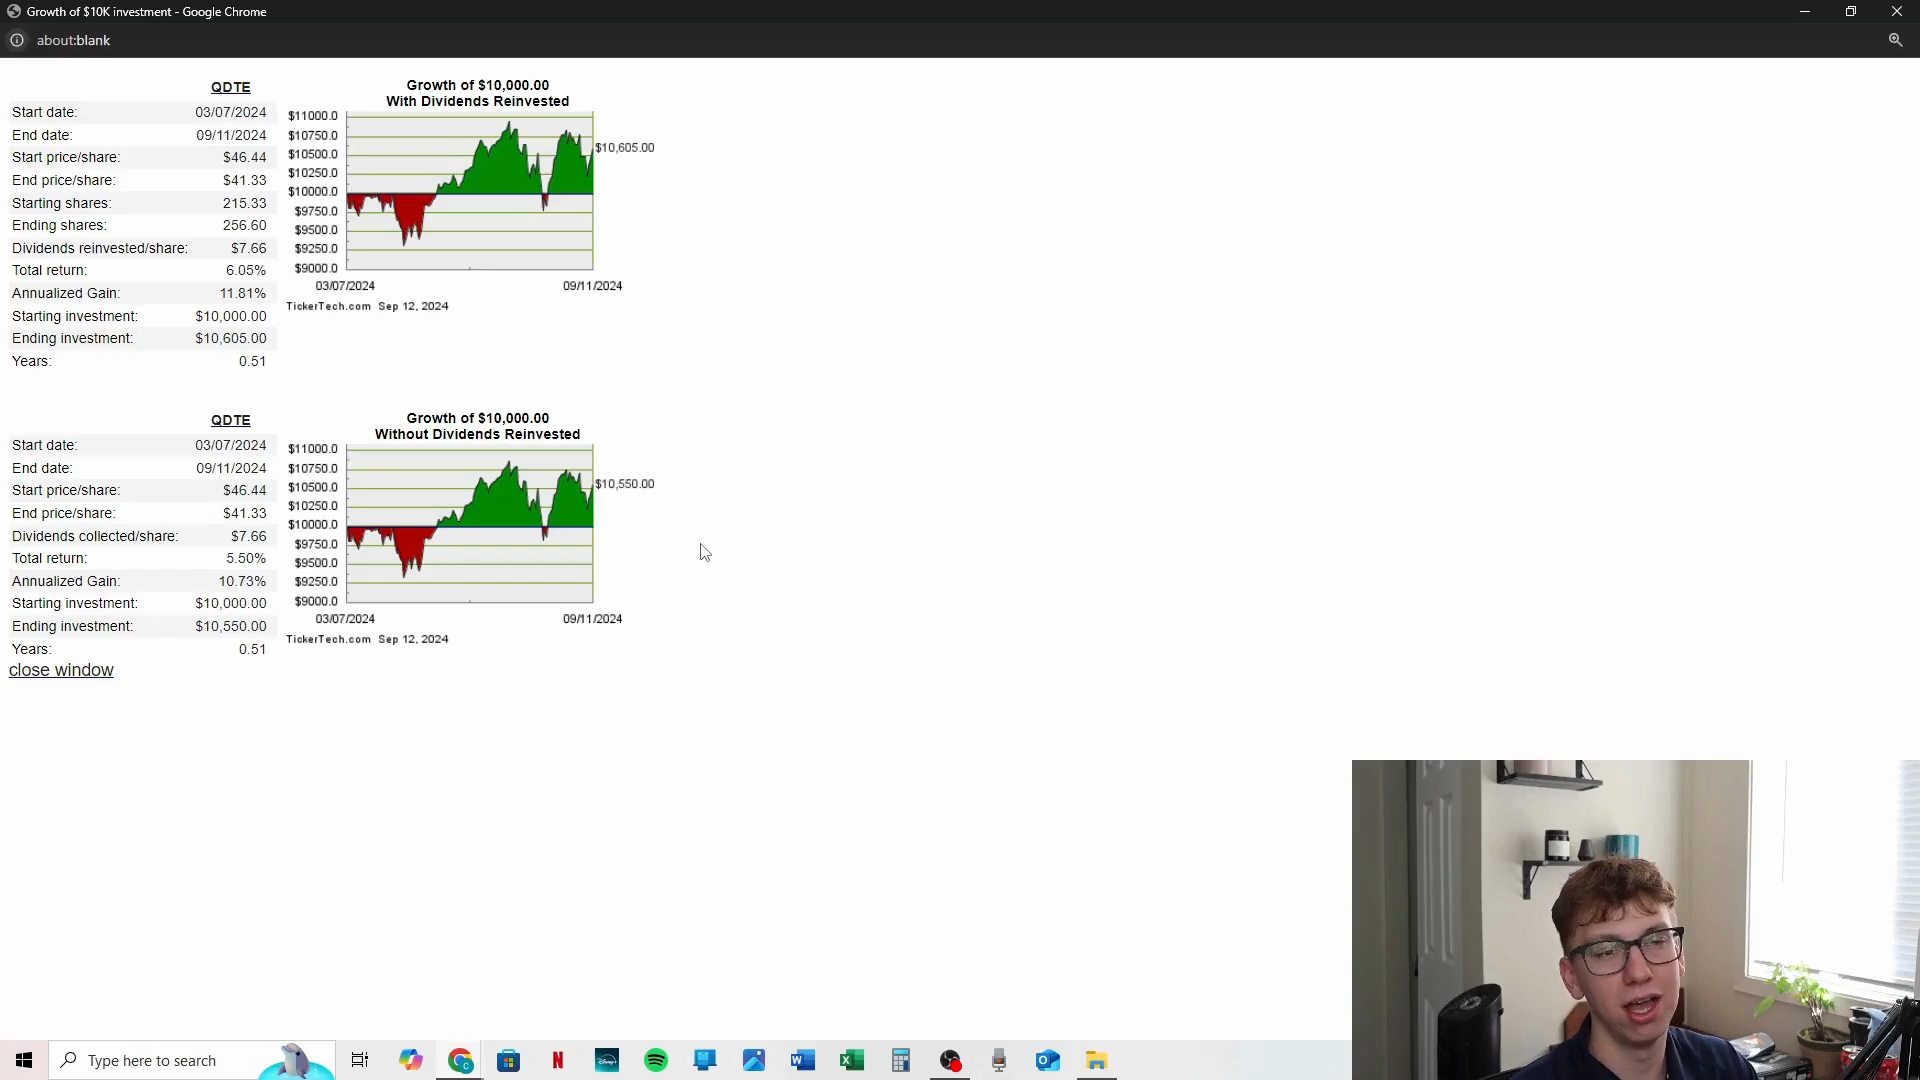 Growth of $10K investment - Google Chrome
about:blank
QDTE
Start date: 03/07/2024
End date: 09/11/2024
Start price/share: $46.44
End price/share: $41.33
Starting shares: 215.33
Ending shares: 256.60
Dividends reinvested/share: $7.66
Total return: 6.05%
Annualized Gain: 11.81%
Starting investment: $10,000.00
Ending investment: $10,605.00
Years: 0.51
Growth of $10,000.00
With Dividends Reinvested
$11000.0
$10750.0
$10500.0
$10250.0
$10000.0
$9750.0
$9500.0
$9250.0
$9000.0
$10,605.00
03/07/2024 09/11/2024
TickerTech.com Sep 12, 2024
QDTE
Start date: 03/07/2024
End date: 09/11/2024
Start price/share: $46.44
End price/share: $41.33
Dividends collected/share: $7.66
Total return: 5.50%
Annualized Gain: 10.73%
Starting investment: $10,000.00
Ending investment: $10,550.00
Years: 0.51
close window
Growth of $10,000.00
Without Dividends Reinvested
$11000.0
$10750.0
$10500.0
$10250.0
$10000.0
$9750.0
$9500.0
$9250.0
$9000.0
$10,550.00
03/07/2024 09/11/2024
TickerTech.com Sep 12, 2024
Type here to search